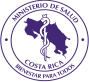 MINISTERIO DE SALUD
COSTA RICA
BIENESTAR PARA TODOS